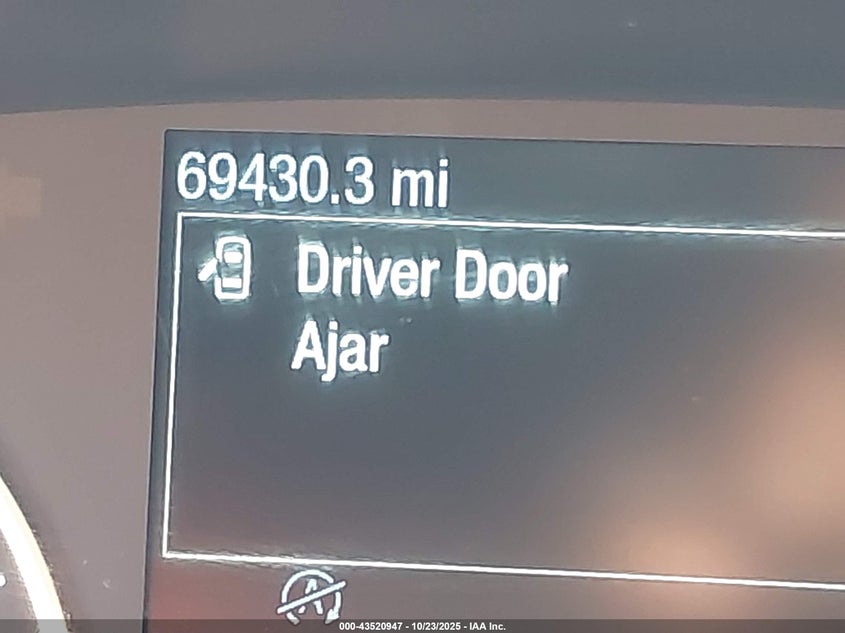 69430.3 mi
Driver Door
Ajar
A
000-43520947 - 10/23/2025 - IAA Inc.